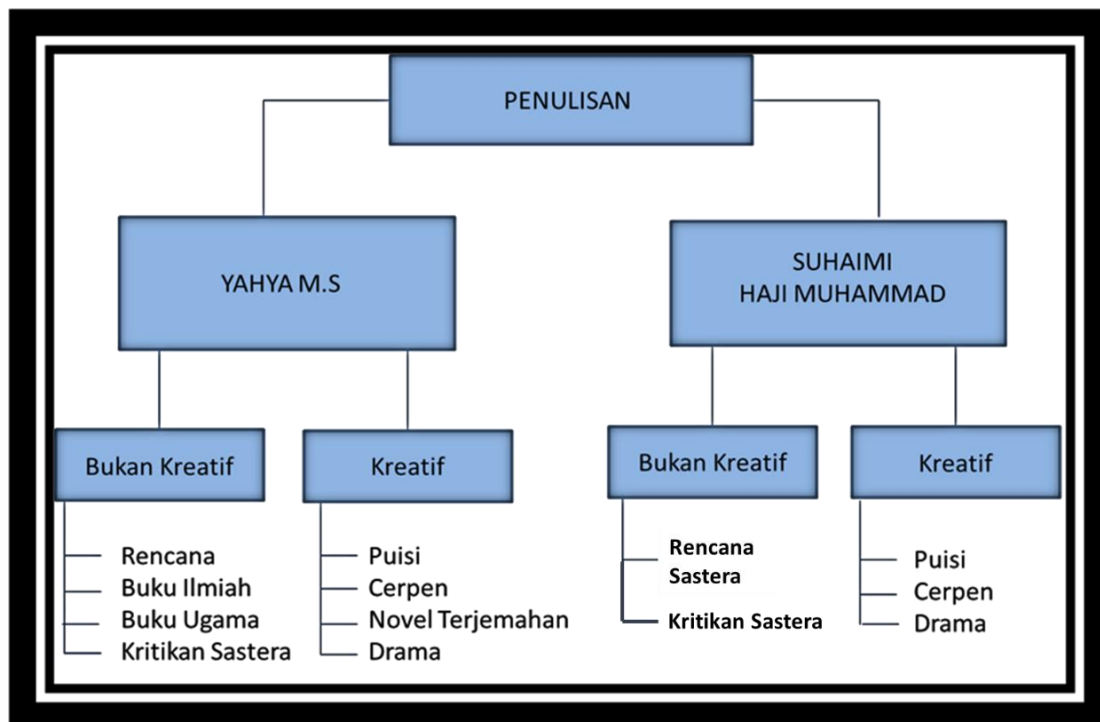 PENULISAN
YAHYA M.S
SUHAIMI
HAJI MUHAMMAD
Bukan Kreatif
Kreatif
Bukan Kreatif
Kreatif
Rencana
Buku Ilmiah
Buku Ugama
Kritikan Sastera
Puisi
Cerpen
Novel Terjemahan
Drama
Rencana
Sastera
Kritikan Sastera
Puisi
Cerpen
Drama